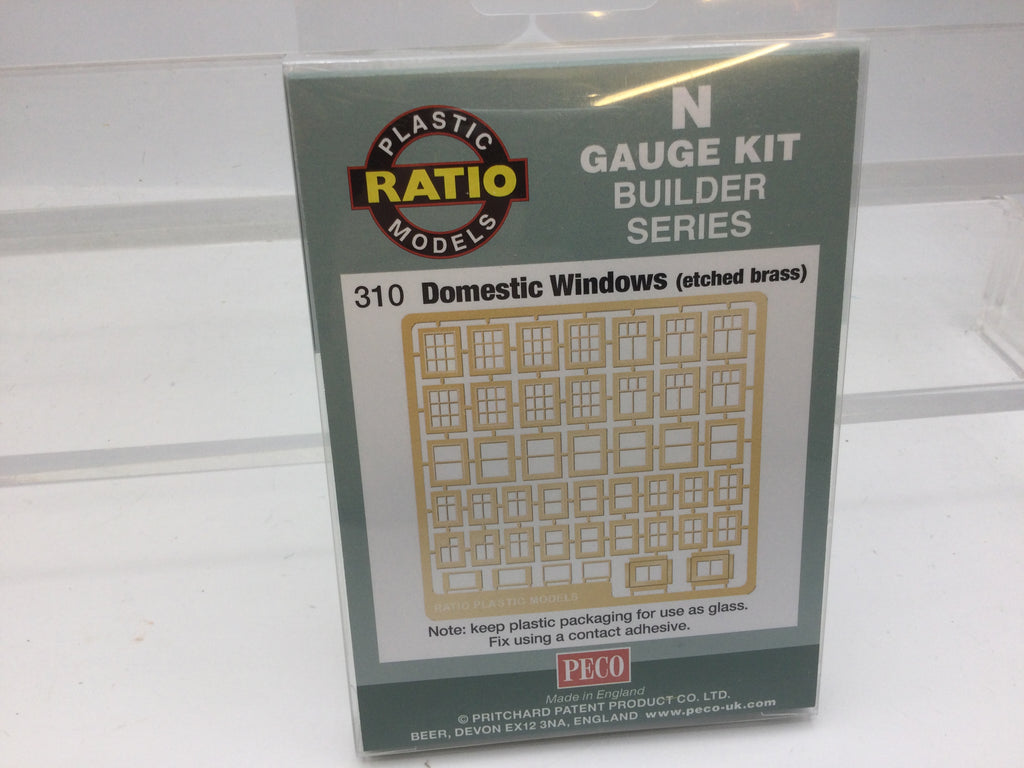 PLASTIC
RATIO
MODELS
N
GAUGE KIT
BUILDER
SERIES
310 Domestic Windows (etched brass)
RATIO PLASTIC MODELS
Note: keep plastic packaging for use as glass.
Fix using a contact adhesive.
PECO
Made in England
© PRITCHARD PATENT PRODUCT CO. LTD.
BEER, DEVON EX12 3NA, ENGLAND www.peco-uk.com